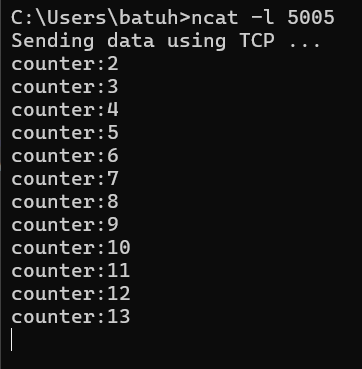 C:\Users\batuh>ncat -l 5005
Sending data using TCP ...
counter:2
counter:3
counter:4
counter:5
counter:6
counter:7
counter:8
counter:9
counter:10
counter:11
counter:12
counter:13